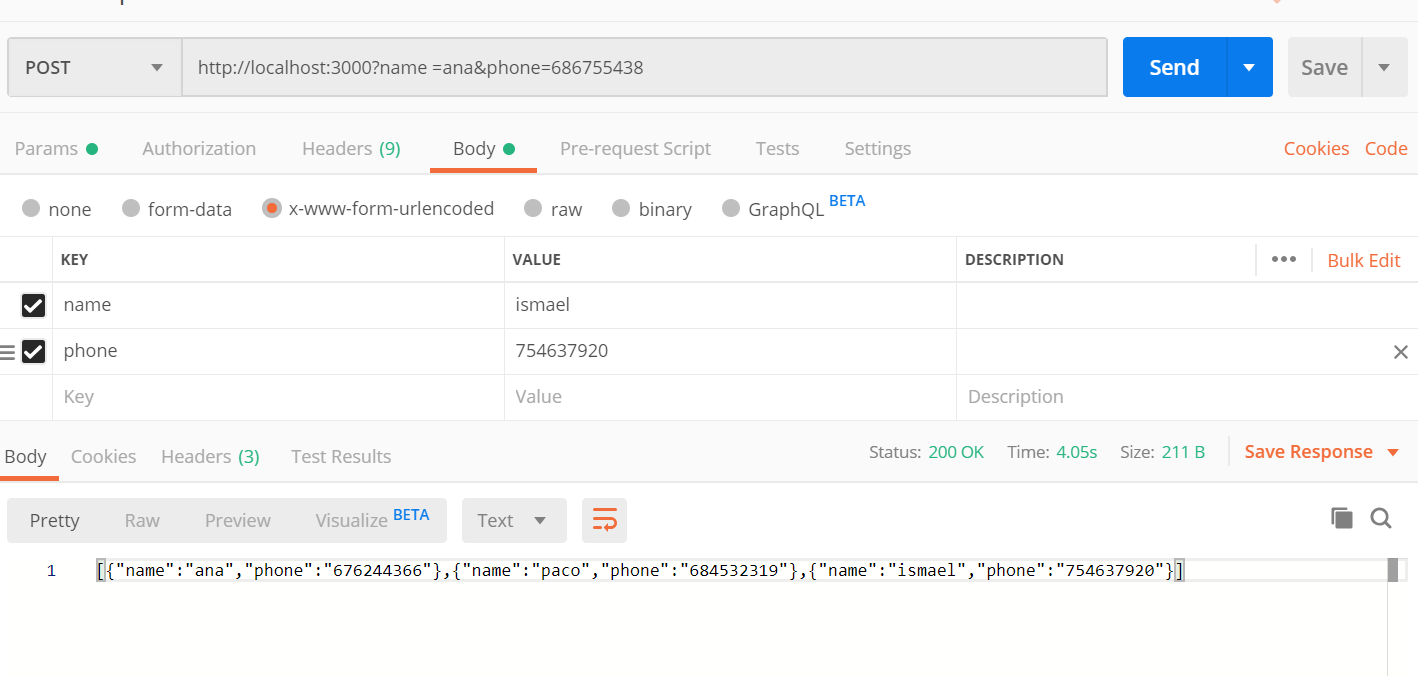 POST http://localhost:3000?name =ana&phone=686755438 Send Save
Params Authorization Headers (9) Body Pre-request Script Tests Settings Cookies Code
none form-data x-www-form-urlencoded raw binary GraphQL BETA
KEY VALUE DESCRIPTION ••• Bulk Edit
name ismael
phone 754637920
Key Value Description
Body Cookies Headers (3) Test Results Status: 200 OK Time: 4.05s Size: 211 B Save Response
Pretty Raw Preview Visualize BETA Text
1 [{"name":"ana","phone":"676244366"},{"name":"paco","phone":"684532319"},{"name":"ismael","phone":"754637920"}]